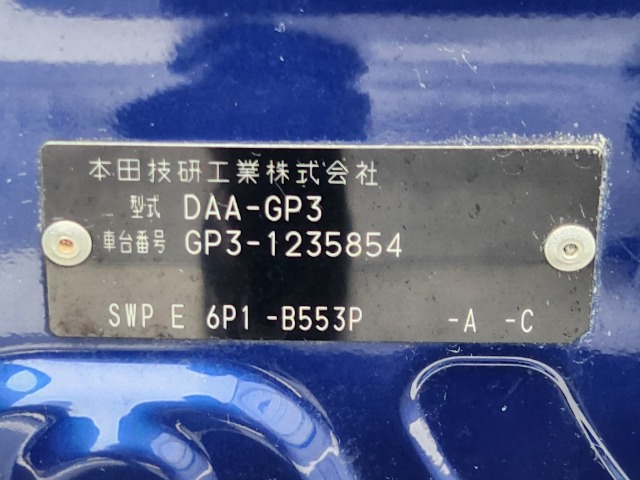 本田技研工業株式会社
型式 DAA-GP3
車台番号 GP3-1235854
SWP E 6P1 -B553P -A -C